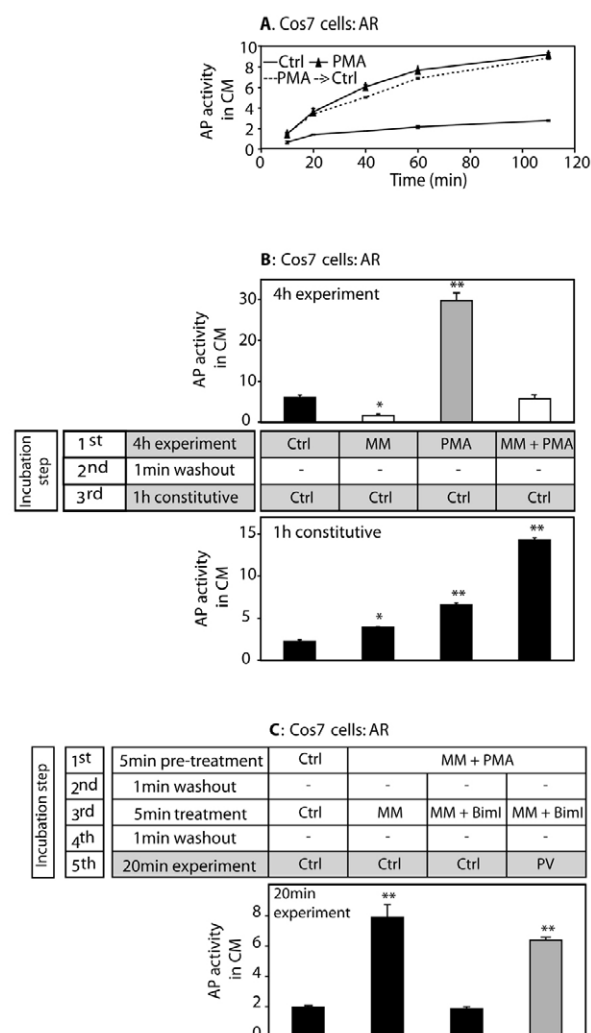 A. Cos7 cells: AR
10
8
6
4
2
0
AP activity
in CM
Ctrl PMA
PMA -> Ctrl
0 20 40 60 80 100 120
Time (min)
B: Cos7 cells: AR
4h experiment
30
20
10
0
AP activity
in CM
*
**
Incubation
step
1st 4h experiment Ctrl MM PMA MM + PMA
2nd 1min washout - - - -
3rd 1h constitutive Ctrl Ctrl Ctrl Ctrl
1h constitutive
15
10
5
0
AP activity
in CM
* ** **
C: Cos7 cells: AR
Incubation step
1st 5min pre-treatment Ctrl MM + PMA
2nd 1min washout - - - -
3rd 5min treatment Ctrl MM MM + BimI MM + BimI
4th 1min washout - - - -
5th 20min experiment Ctrl Ctrl Ctrl PV
20min
experiment
8
6
4
2
0
AP activity
in CM
** **